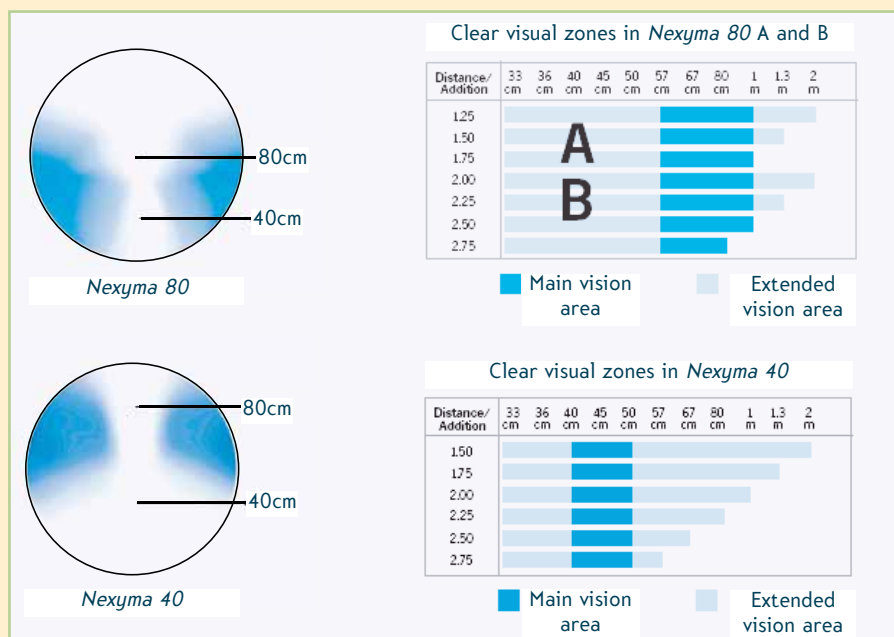 Clear visual zones in Nexyma 80 A and B
Distance/ Addition 33 cm 36 cm 40 cm 45 cm 50 cm 57 cm 67 cm 80 cm 1 m 1.3 m 2 m
1.25
1.50
1.75
2.00
2.25
2.50
2.75
A
B
80cm
40cm
Nexyma 80
Main vision area
Extended vision area
Clear visual zones in Nexyma 40
Distance/ Addition 33 cm 36 cm 40 cm 45 cm 50 cm 57 cm 67 cm 80 cm 1 m 1.3 m 2 m
1.50
1.75
2.00
2.25
2.50
2.75
80cm
40cm
Nexyma 40
Main vision area
Extended vision area